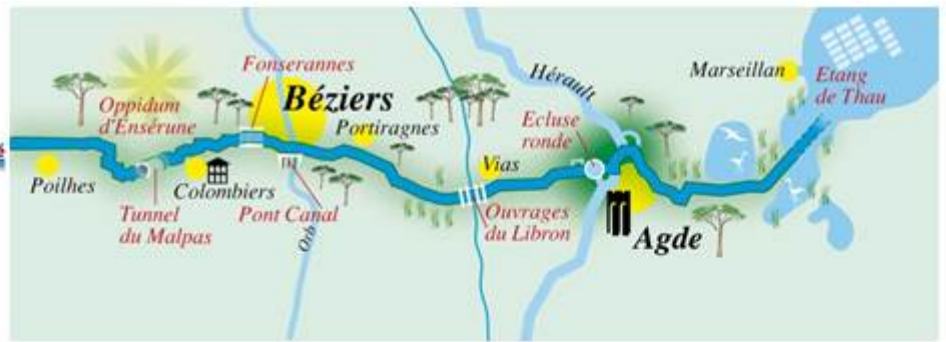 Fonserannes
Oppidum
d'Ensérune
Béziers
Portiragnes
Hérault
Ecluse
ronde
Marseillan
Etang
de Thau
Poilhes
Colombiers
Tunnel
du Malpas
Pont Canal
Orb
Vias
Ouvrages
du Libron
Agde